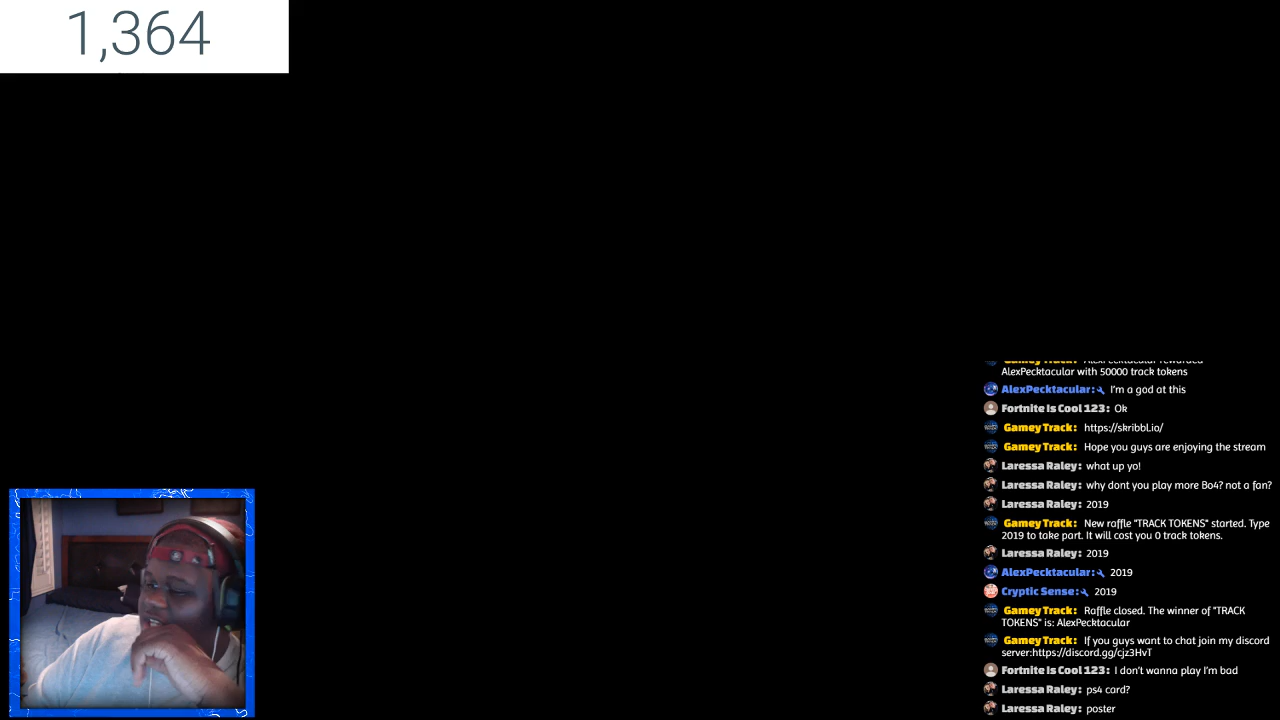 1,364
AlexPecktacular with 50000 track tokens
AlexPecktacular: I'm a god at this
Fortnite Is Cool 123: Ok
Gamey Track: https://skribbl.io/
Gamey Track: Hope you guys are enjoying the stream
Laressa Raley: what up yo!
Laressa Raley: why dont you play more Bo4? not a fan?
Laressa Raley: 2019
Gamey Track: New raffle "TRACK TOKENS" started. Type
2019 to take part. It will cost you 0 track tokens.
Laressa Raley: 2019
AlexPecktacular: 2019
Cryptic Sense: 2019
Gamey Track: Raffle closed. The winner of "TRACK
TOKENS" is: AlexPecktacular
Gamey Track: If you guys want to chat join my discord
server:https://discord.gg/cjz3HvT
Fortnite Is Cool 123: I don't wanna play I'm bad
Laressa Raley: ps4 card?
Laressa Raley: poster